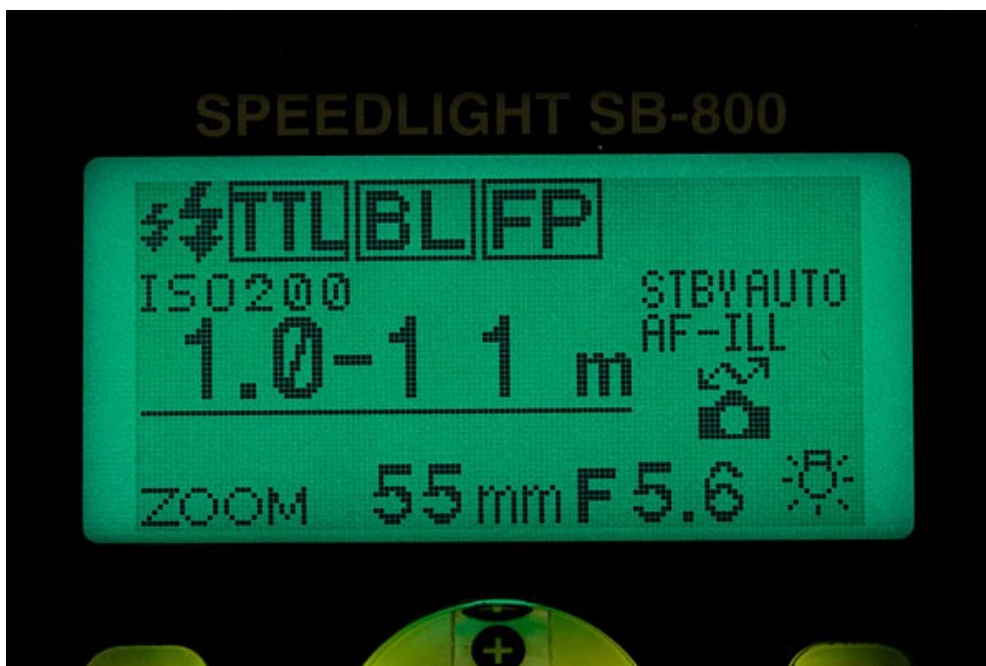 SPEEDLIGHT SB-800
TTL BL FP
ISO200
STBY AUTO
1.0-11 m
AF-ILL
ZOOM 55mm F5.6